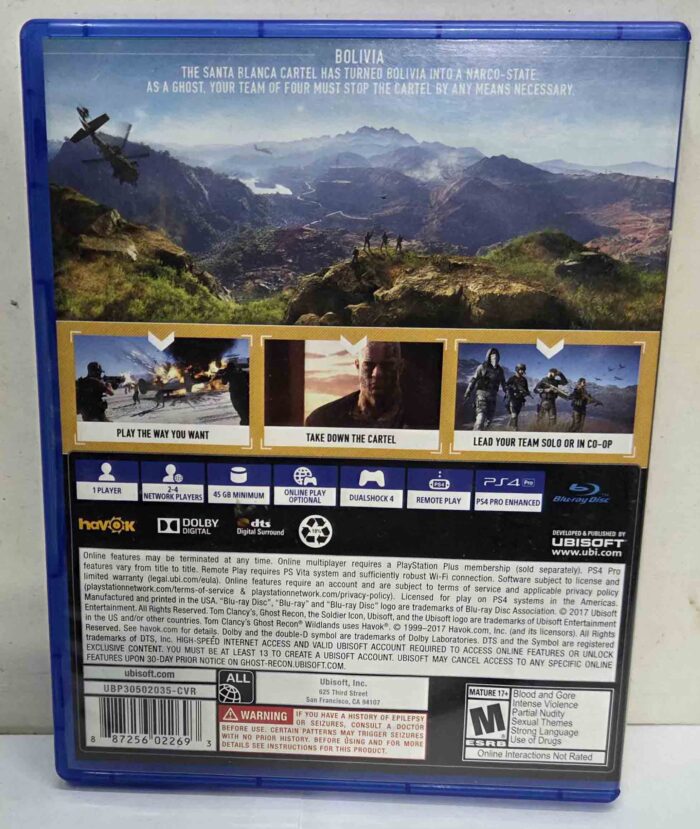 BOLIVIA
THE SANTA BLANCA CARTEL HAS TURNED BOLIVIA INTO A NARCO-STATE
AS A GHOST, YOUR TEAM OF FOUR MUST STOP THE CARTEL BY ANY MEANS NECESSARY.
PLAY THE WAY YOU WANT
TAKE DOWN THE CARTEL
LEAD YOUR TEAM SOLO OR IN CO-OP
1 PLAYER
2-4
NETWORK PLAYERS
45 GB MINIMUM
ONLINE PLAY
OPTIONAL
DUALSHOCK 4
PS4
REMOTE PLAY
PS4 Pro
PS4 PRO ENHANCED
Blu-ray Disc
havok
DOLBY
DIGITAL
dts
Digital Surround
DEVELOPED & PUBLISHED BY
UBISOFT
www.ubi.com
Online features may be terminated at any time. Online multiplayer requires a PlayStation Plus membership (sold separately). PS4 Pro
features vary from title to title. Remote Play requires PS Vita system and sufficiently robust Wi-Fi connection. Software subject to license and
limited warranty (legal.ubi.com/eula). Online features require an account and are subject to terms of service and applicable privacy policy
(playstationnetwork.com/terms-of-service & playstationnetwork.com/privacy-policy). Licensed for play on PS4 systems in the Americas.
Manufactured and printed in the USA. "Blu-ray Disc", "Blu-ray" and "Blu-ray Disc" logo are trademarks of Blu-ray Disc Association. © 2017 Ubisoft
Entertainment. All Rights Reserved. Tom Clancy's, Ghost Recon, the Soldier Icon, Ubisoft, and the Ubisoft logo are trademarks of Ubisoft Entertainment
in the US and/or other countries. Tom Clancy's Ghost Recon® Wildlands uses Havok®. © 1999-2017 Havok.com, Inc. (and its licensors). All Rights
Reserved. See havok.com for details. Dolby and the double-D symbol are trademarks of Dolby Laboratories. DTS and the Symbol are registered
trademarks of DTS, Inc. HIGH-SPEED INTERNET ACCESS AND VALID UBISOFT ACCOUNT REQUIRED TO ACCESS ONLINE FEATURES OR UNLOCK
EXCLUSIVE CONTENT. YOU MUST BE AT LEAST 13 TO CREATE A UBISOFT ACCOUNT. UBISOFT MAY CANCEL ACCESS TO ANY SPECIFIC ONLINE
FEATURES UPON 30-DAY PRIOR NOTICE ON GHOST-RECON.UBISOFT.COM.
ubisoft.com
UBP30502035-CVR
8 87256 02269 3
ALL
Ubisoft, Inc.
625 Third Street
San Francisco, CA 94107
WARNING IF YOU HAVE A HISTORY OF EPILEPSY
OR SEIZURES, CONSULT A DOCTOR
BEFORE USE. CERTAIN PATTERNS MAY TRIGGER SEIZURES
WITH NO PRIOR HISTORY. BEFORE USING AND FOR MORE
DETAILS SEE INSTRUCTIONS FOR THIS PRODUCT.
MATURE 17+
M
ESRB
Blood and Gore
Intense Violence
Partial Nudity
Sexual Themes
Strong Language
Use of Drugs
Online Interactions Not Rated